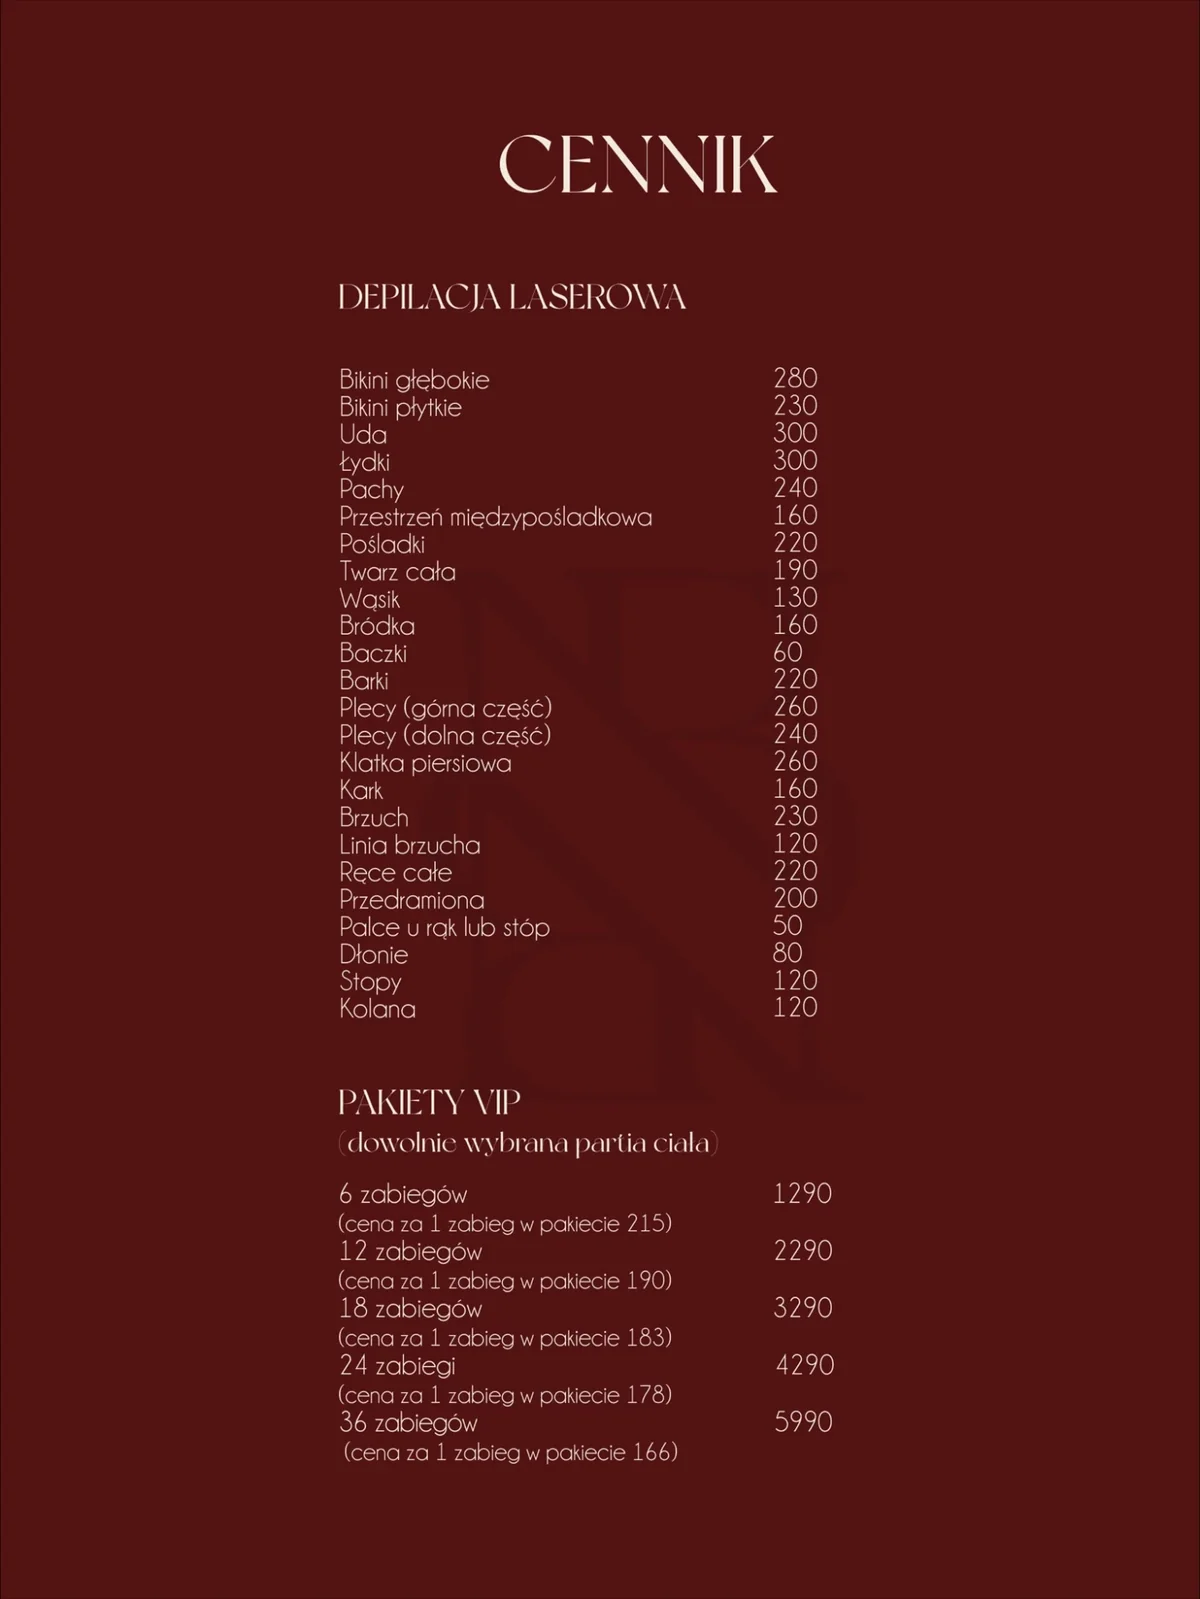 CENNIK
DEPILACJA LASEROWA
Bikini głębokie 280
Bikini płytkie 230
Uda 300
Łydki 300
Pachy 240
Przestrzeń międzypośladkowa 160
Pośladki 220
Twarz cała 190
Wąsik 130
Bródka 160
Baczki 60
Barki 220
Plecy (górna część) 260
Plecy (dolna część) 240
Klatka piersiowa 260
Kark 160
Brzuch 230
Linia brzucha 120
Ręce całe 220
Przedramiona 200
Palce u rąk lub stóp 50
Dłonie 80
Stopy 120
Kolana 120
PAKIETY VIP
(dowolnie wybrana partia ciała)
6 zabiegów 1290
(cena za 1 zabieg w pakiecie 215)
12 zabiegów 2290
(cena za 1 zabieg w pakiecie 190)
18 zabiegów 3290
(cena za 1 zabieg w pakiecie 183)
24 zabiegi 4290
(cena za 1 zabieg w pakiecie 178)
36 zabiegów 5990
(cena za 1 zabieg w pakiecie 166)